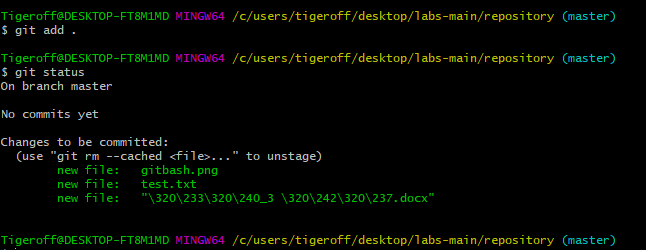 Tigeroff@DESKTOP-FT8M1MD MINGW64 /c/users/tigeroff/desktop/labs-main/repository (master)
$ git add .
Tigeroff@DESKTOP-FT8M1MD MINGW64 /c/users/tigeroff/desktop/labs-main/repository (master)
$ git status
On branch master
No commits yet
Changes to be committed:
(use "git rm --cached <file>..." to unstage)
new file: gitbash.png
new file: test.txt
new file: "\320\233\320\240_3 \320\242\320\237.docx"
Tigeroff@DESKTOP-FT8M1MD MINGW64 /c/users/tigeroff/desktop/labs-main/repository (master)